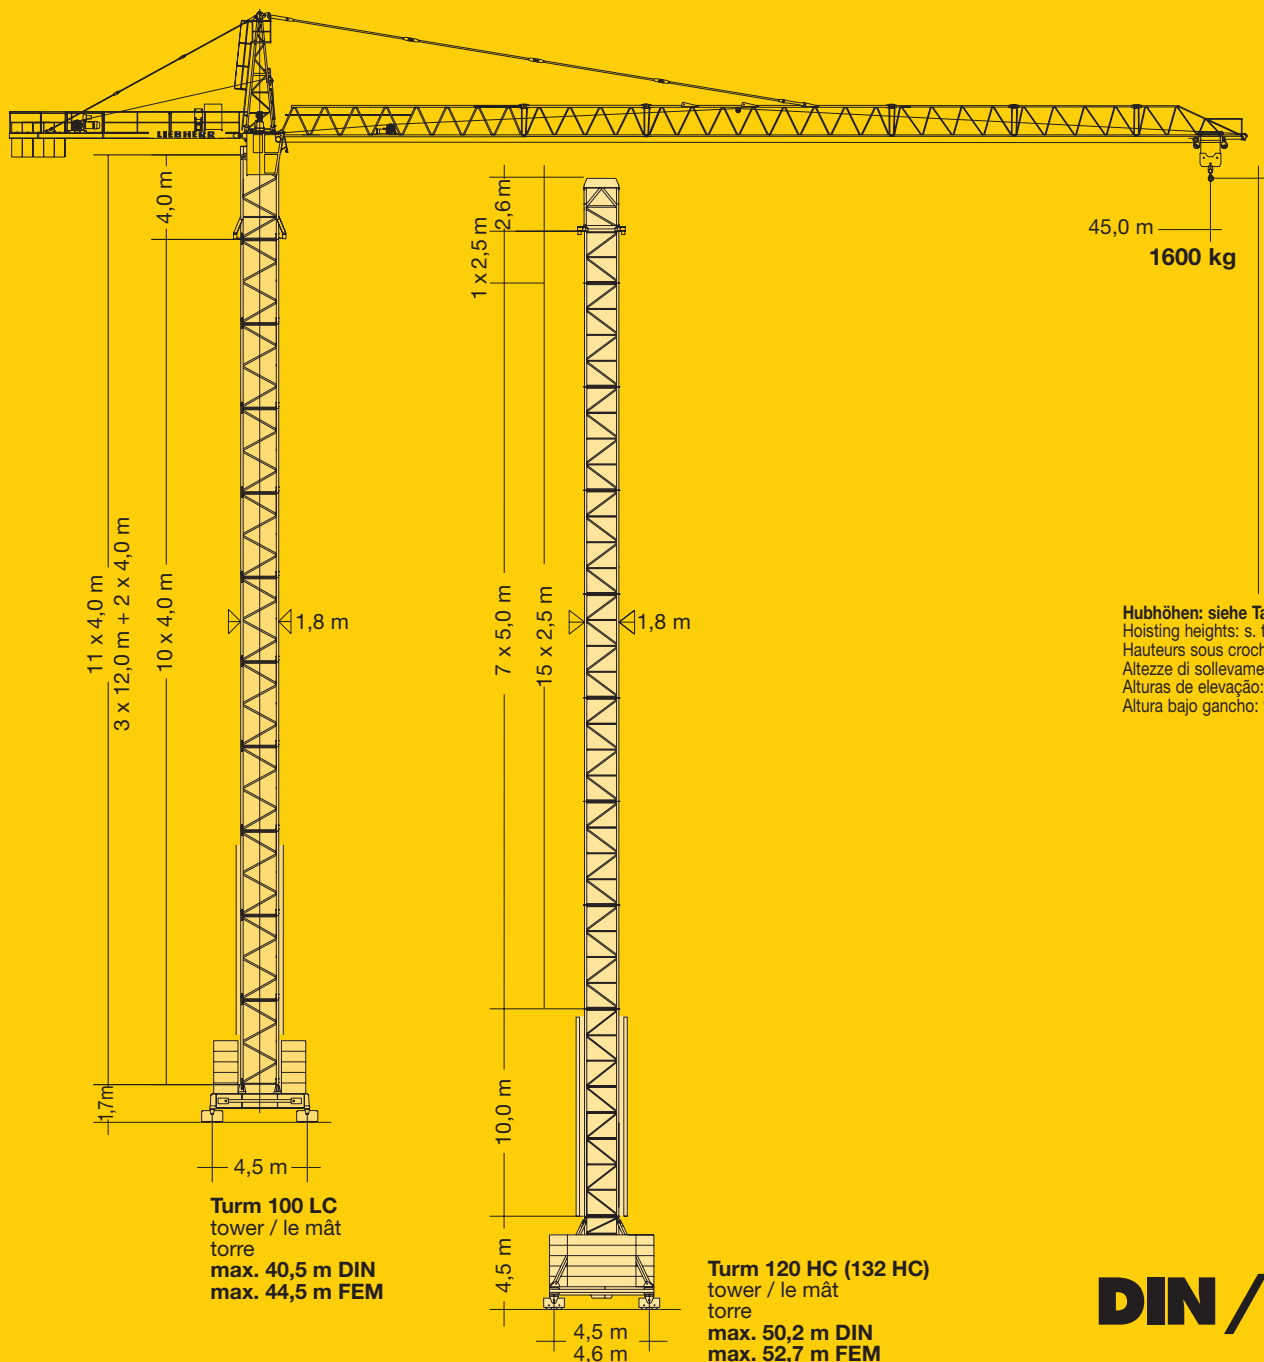 LIEBHERR
4,0 m
11 x 4,0 m
3 x 12,0 m + 2 x 4,0 m
10 x 4,0 m
1,8 m
1,7m
4,5 m
Turm 100 LC
tower / le mât
torre
max. 40,5 m DIN
max. 44,5 m FEM
2,6 m
1 x 2,5 m
7 x 5,0 m
15 x 2,5 m
1,8 m
10,0 m
4,5 m
4,5 m
4,6 m
Turm 120 HC (132 HC)
tower / le mât
torre
max. 50,2 m DIN
max. 52,7 m FEM
45,0 m
1600 kg
Hubhöhen: siehe Ta
Hoisting heights: s. t
Hauteurs sous croch
Altezze di sollevame
Alturas de elevação:
Altura bajo gancho:
DIN /